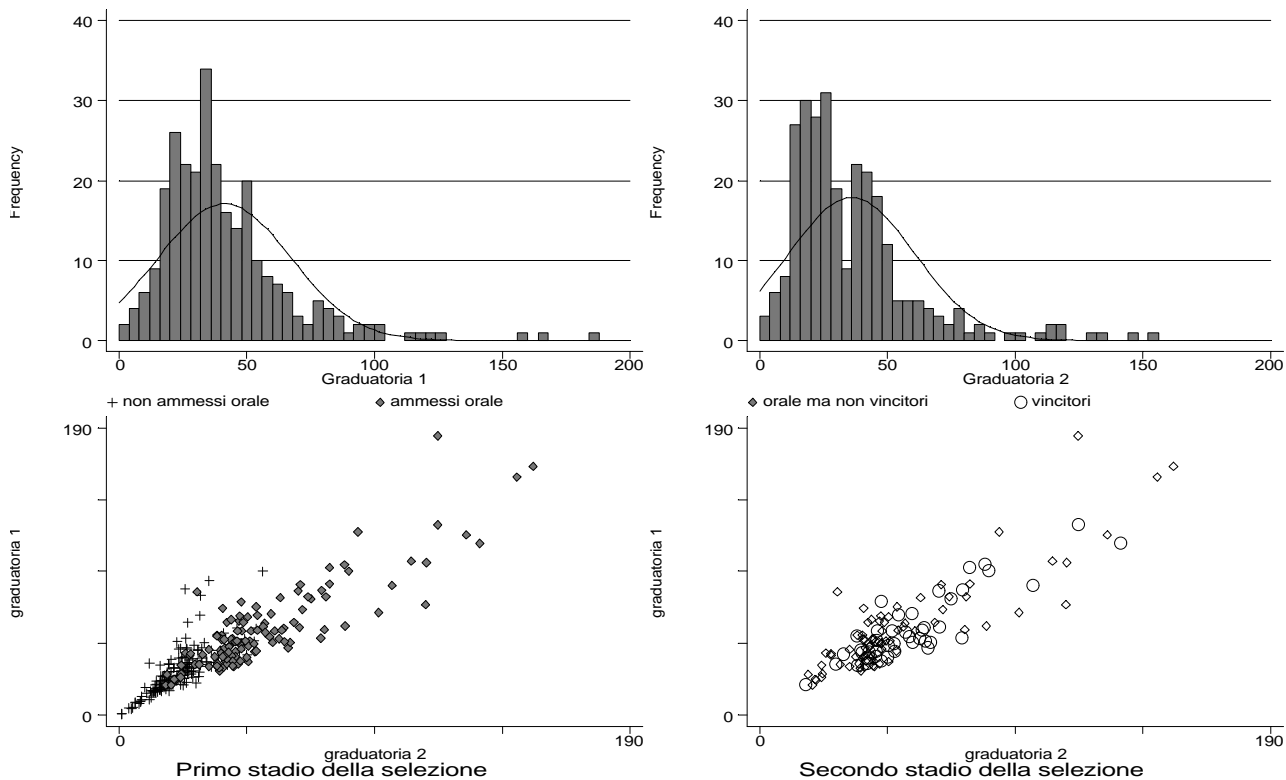 40
30
20
10
0
Frequency
0 50 100 150 200
Graduatoria 1
40
30
20
10
0
Frequency
0 50 100 150 200
Graduatoria 2
non ammessi orale ammessi orale
190
0
graduatoria 1
0 190
graduatoria 2
Primo stadio della selezione
orale ma non vincitori vincitori
190
0
graduatoria 1
0 190
graduatoria 2
Secondo stadio della selezione